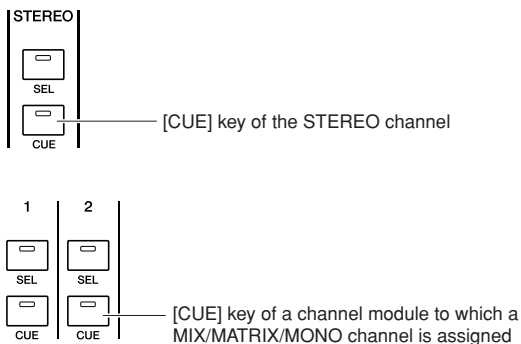 STEREO
SEL
[CUE] key of the STEREO channel
CUE
1 2
SEL SEL
[CUE] key of a channel module to which a
CUE CUE MIX/MATRIX/MONO channel is assigned